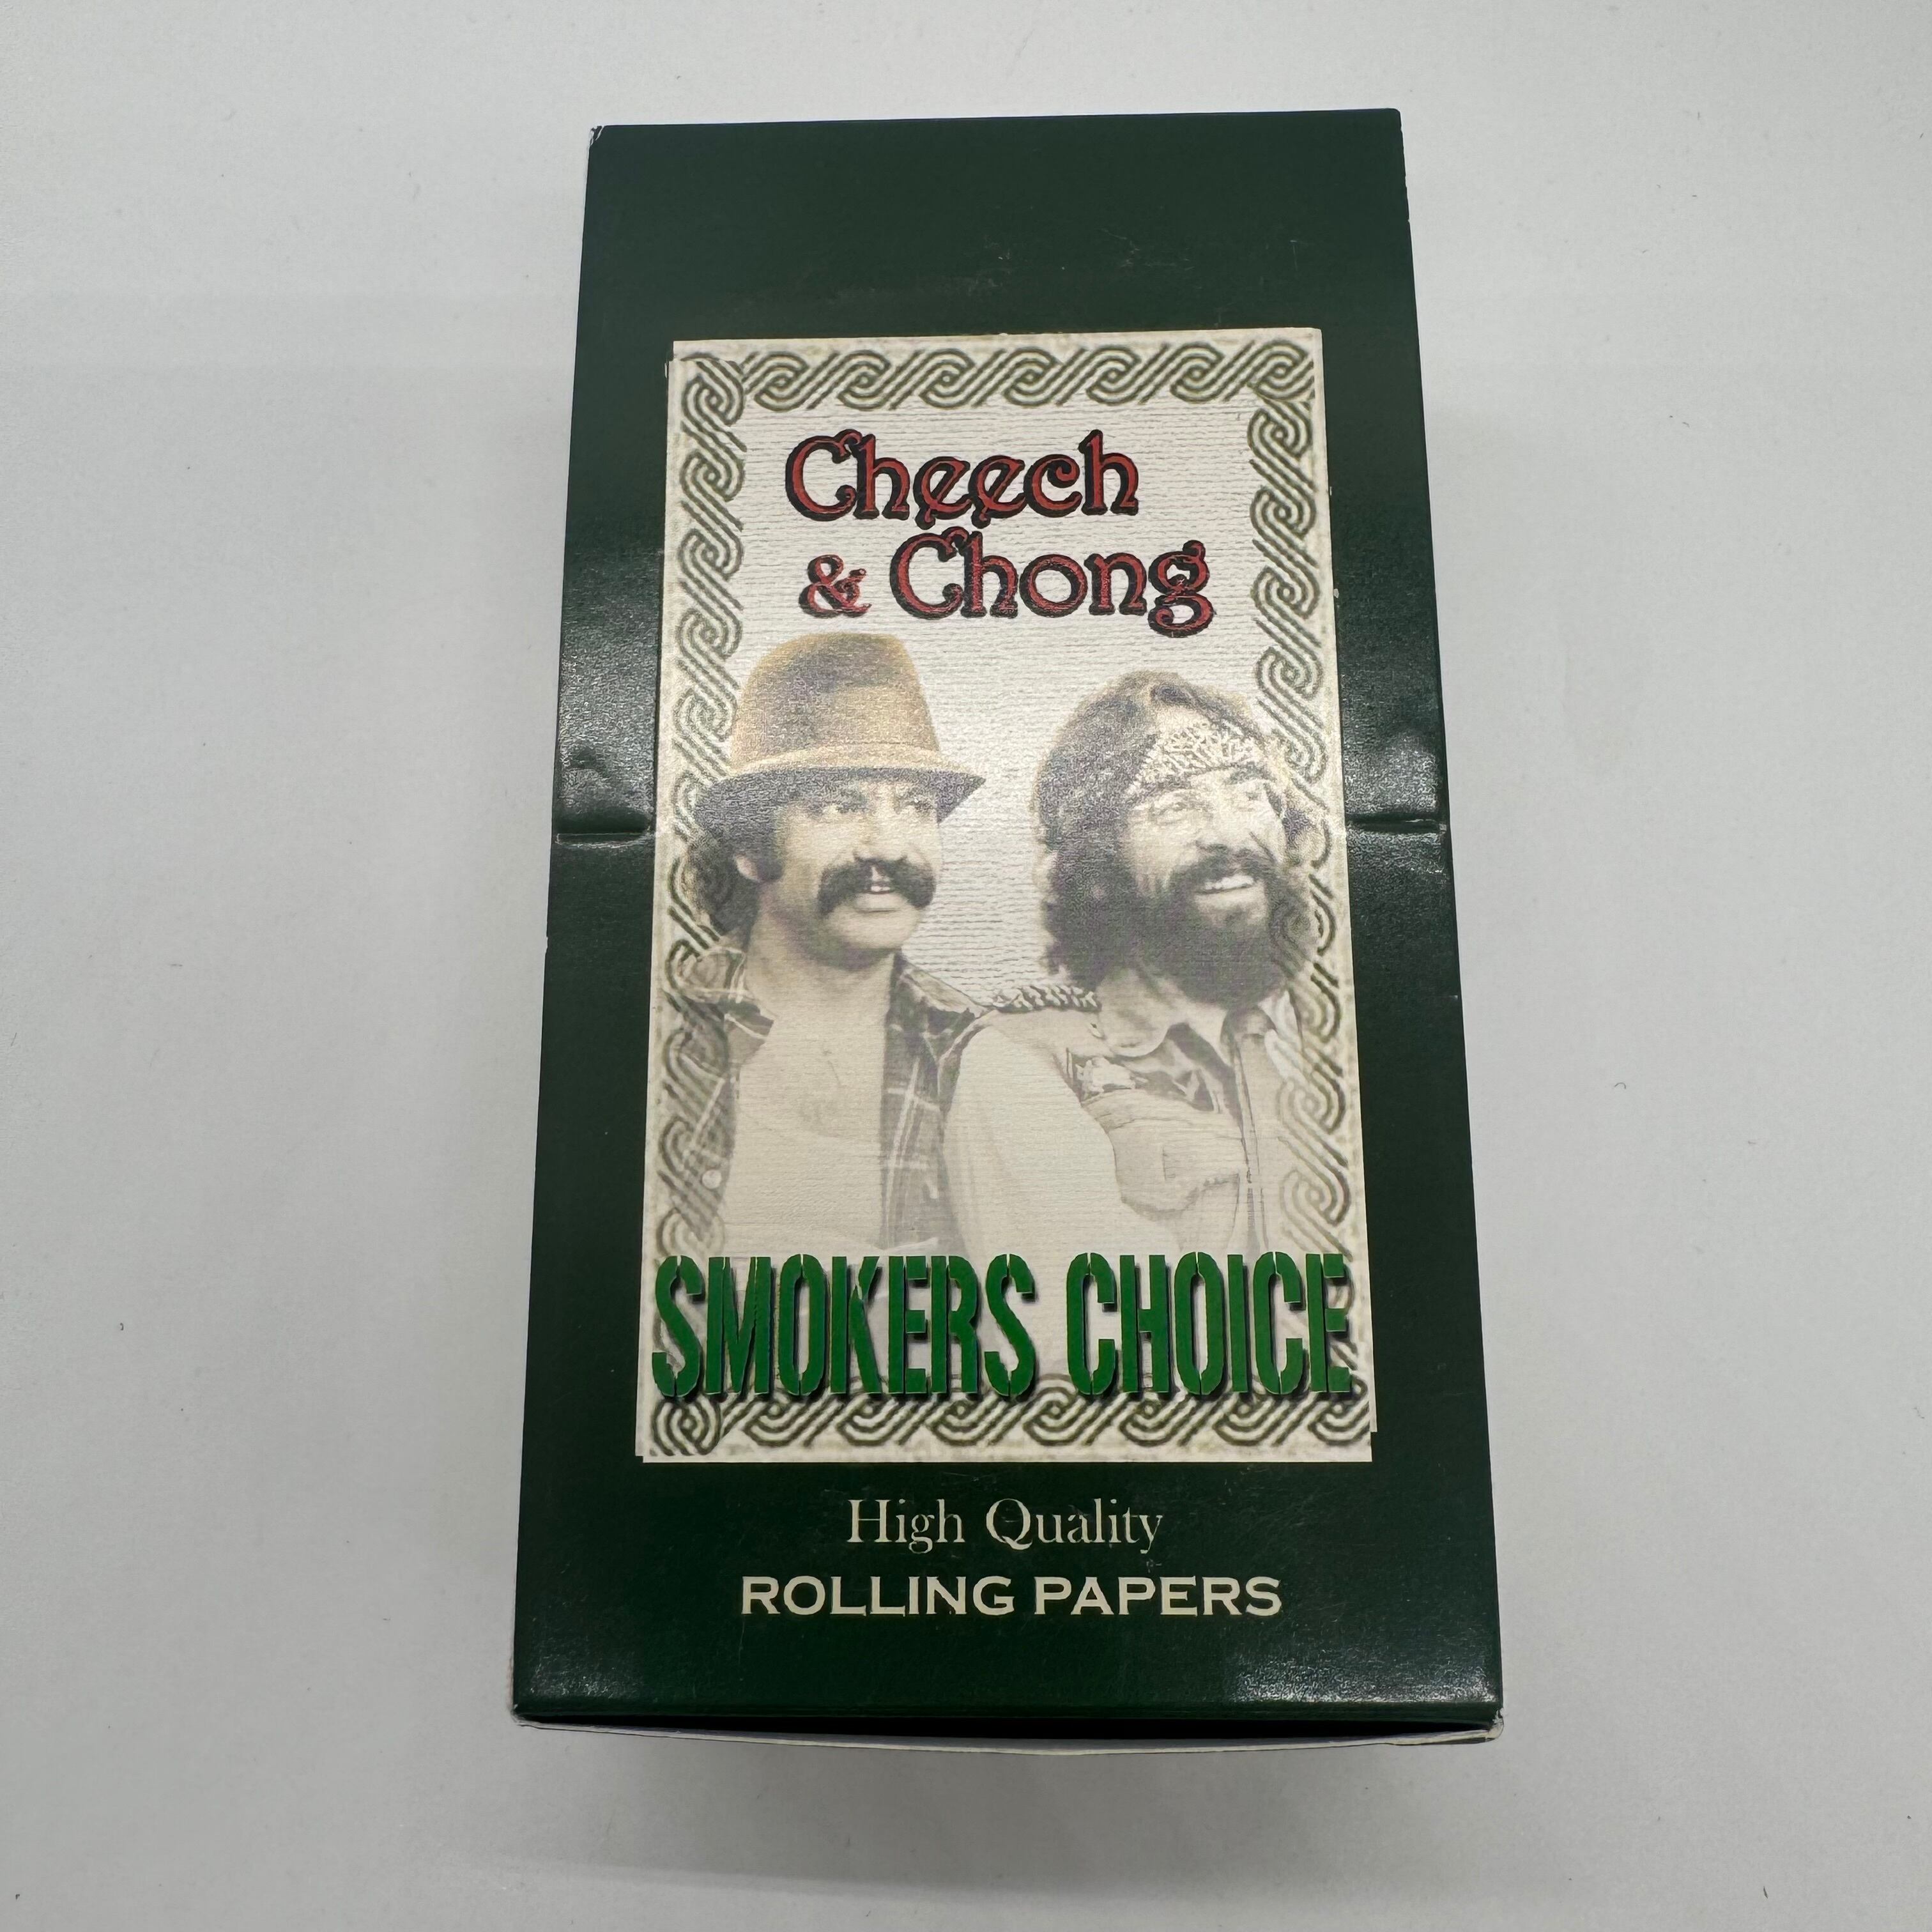 Cheech
& Chong
SMOKERS CHOICE
High Quality
ROLLING PAPERS